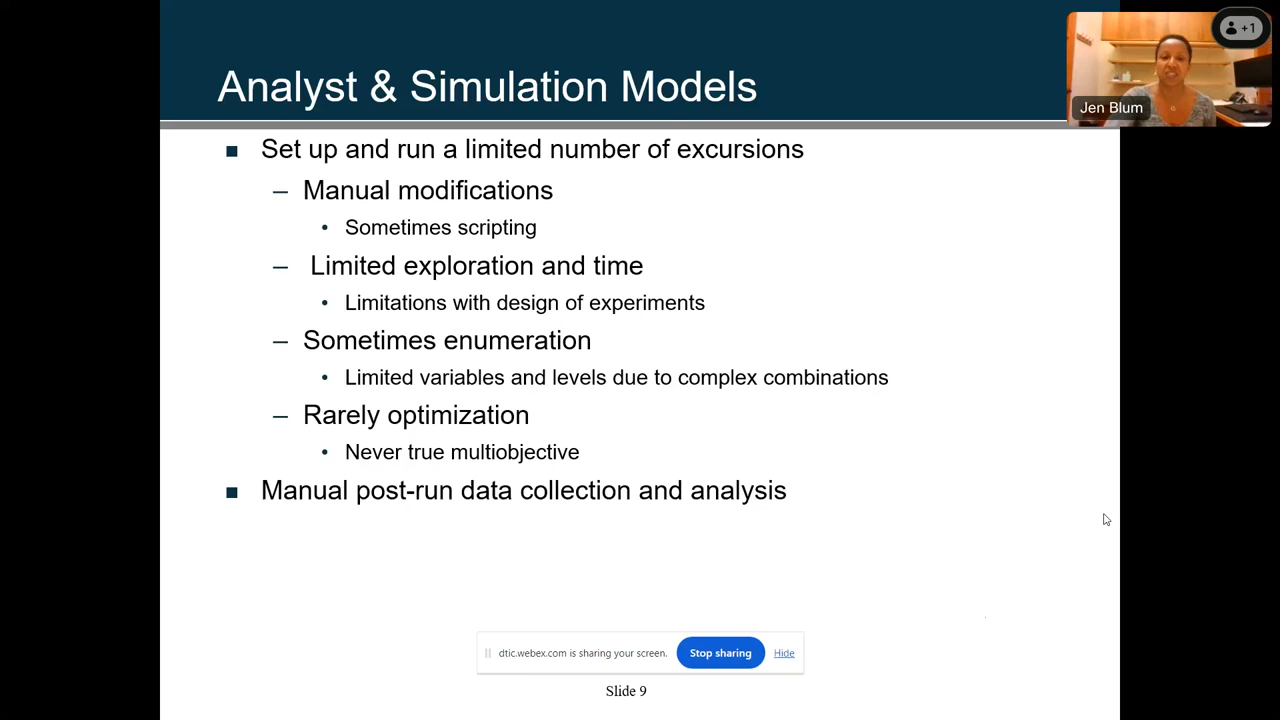 Analyst & Simulation Models
+1
Jen Blum
Set up and run a limited number of excursions
– Manual modifications
• Sometimes scripting
– Limited exploration and time
• Limitations with design of experiments
– Sometimes enumeration
• Limited variables and levels due to complex combinations
– Rarely optimization
• Never true multiobjective
Manual post-run data collection and analysis
dtic.webex.com is sharing your screen. Stop sharing Hide
Slide 9